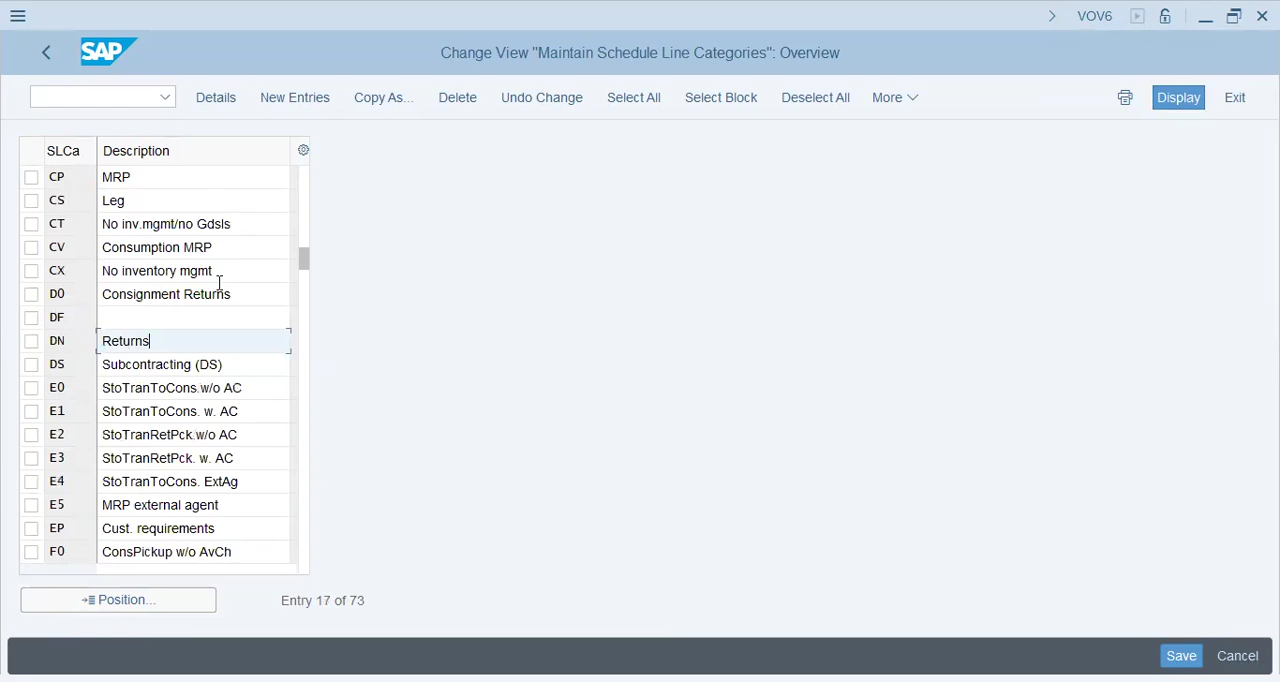 VOV6
SAP Change View "Maintain Schedule Line Categories": Overview
Details New Entries Copy As... Delete Undo Change Select All Select Block Deselect All More Display Exit
SLCa Description
CP MRP
CS Leg
CT No inv.mgmt/no Gdsls
CV Consumption MRP
CX No inventory mgmt
D0 Consignment Returns
DF
DN Returns
DS Subcontracting (DS)
E0 StoTranToCons.w/o AC
E1 StoTranToCons. w. AC
E2 StoTranRetPck.w/o AC
E3 StoTranRetPck. w. AC
E4 StoTranToCons. ExtAg
E5 MRP external agent
EP Cust. requirements
F0 ConsPickup w/o AvCh
Position... Entry 17 of 73
Save Cancel